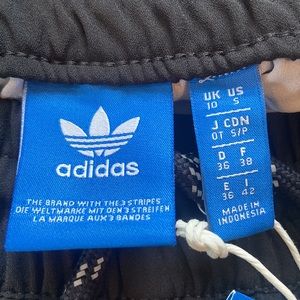 adidas
THE BRAND WITH THE 3 STRIPES
DIE WELTMARKE MIT DEN 3 STREIFEN
LA MARQUE AUX 3 BANDES
UK US
10 S
J CDN
OT S/P
D F
36 38
E I
36 42
MADE IN
INDONESIA